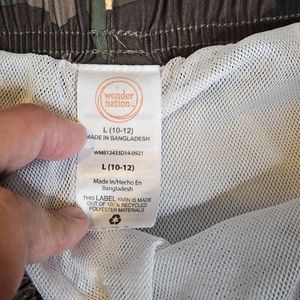 wonder
nation
L (10-12)
MADE IN BANGLADESH
WM812433D14-0921
L (10-12)
Made In/Hecho En
Bangladesh
THIS LABEL YARN IS MADE
OUT OF 100% RECYCLED
POLYESTER MATERIALS